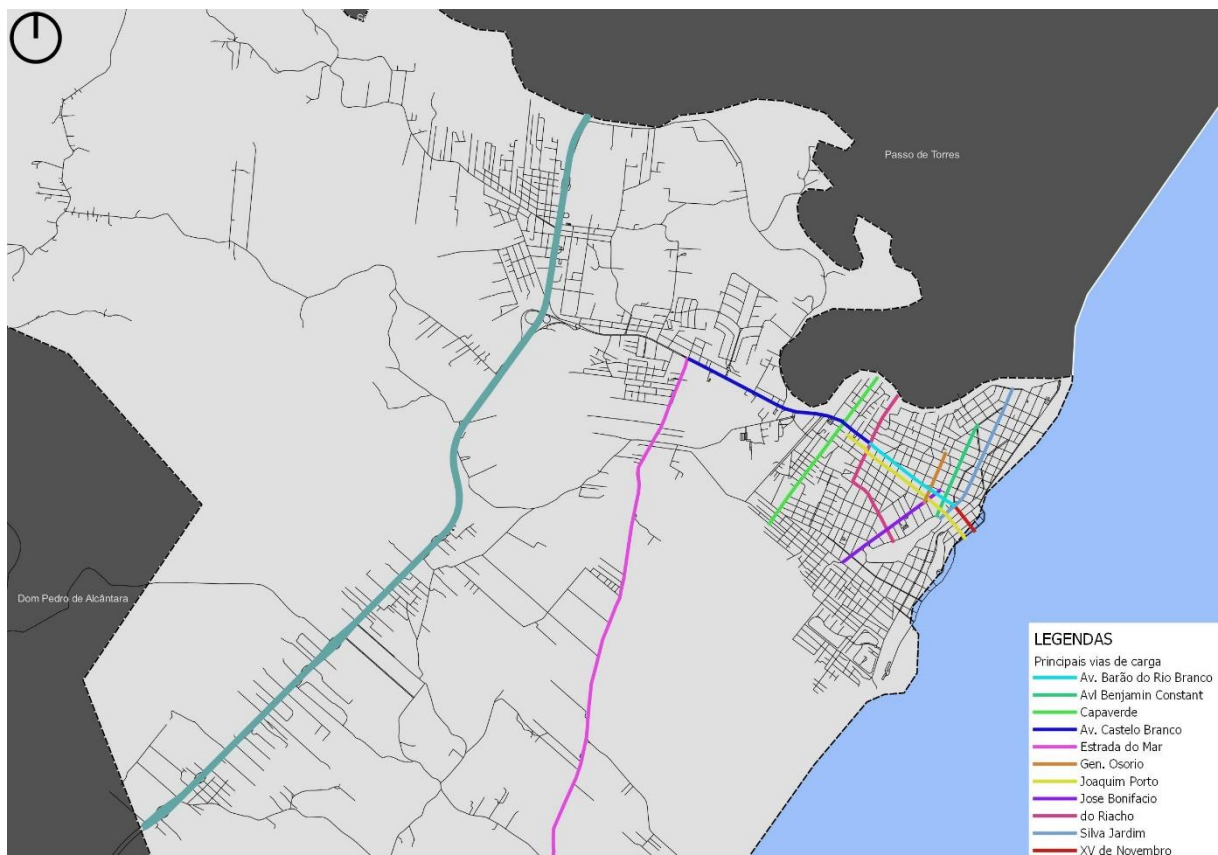 Passo de Torres
Dom Pedro de Alcântara
LEGENDAS
Principais vias de carga
Av. Barão do Rio Branco
Avl Benjamin Constant
Capaverde
Av. Castelo Branco
Estrada do Mar
Gen. Osorio
Joaquim Porto
Jose Bonifacio
do Riacho
Silva Jardim
XV de Novembro